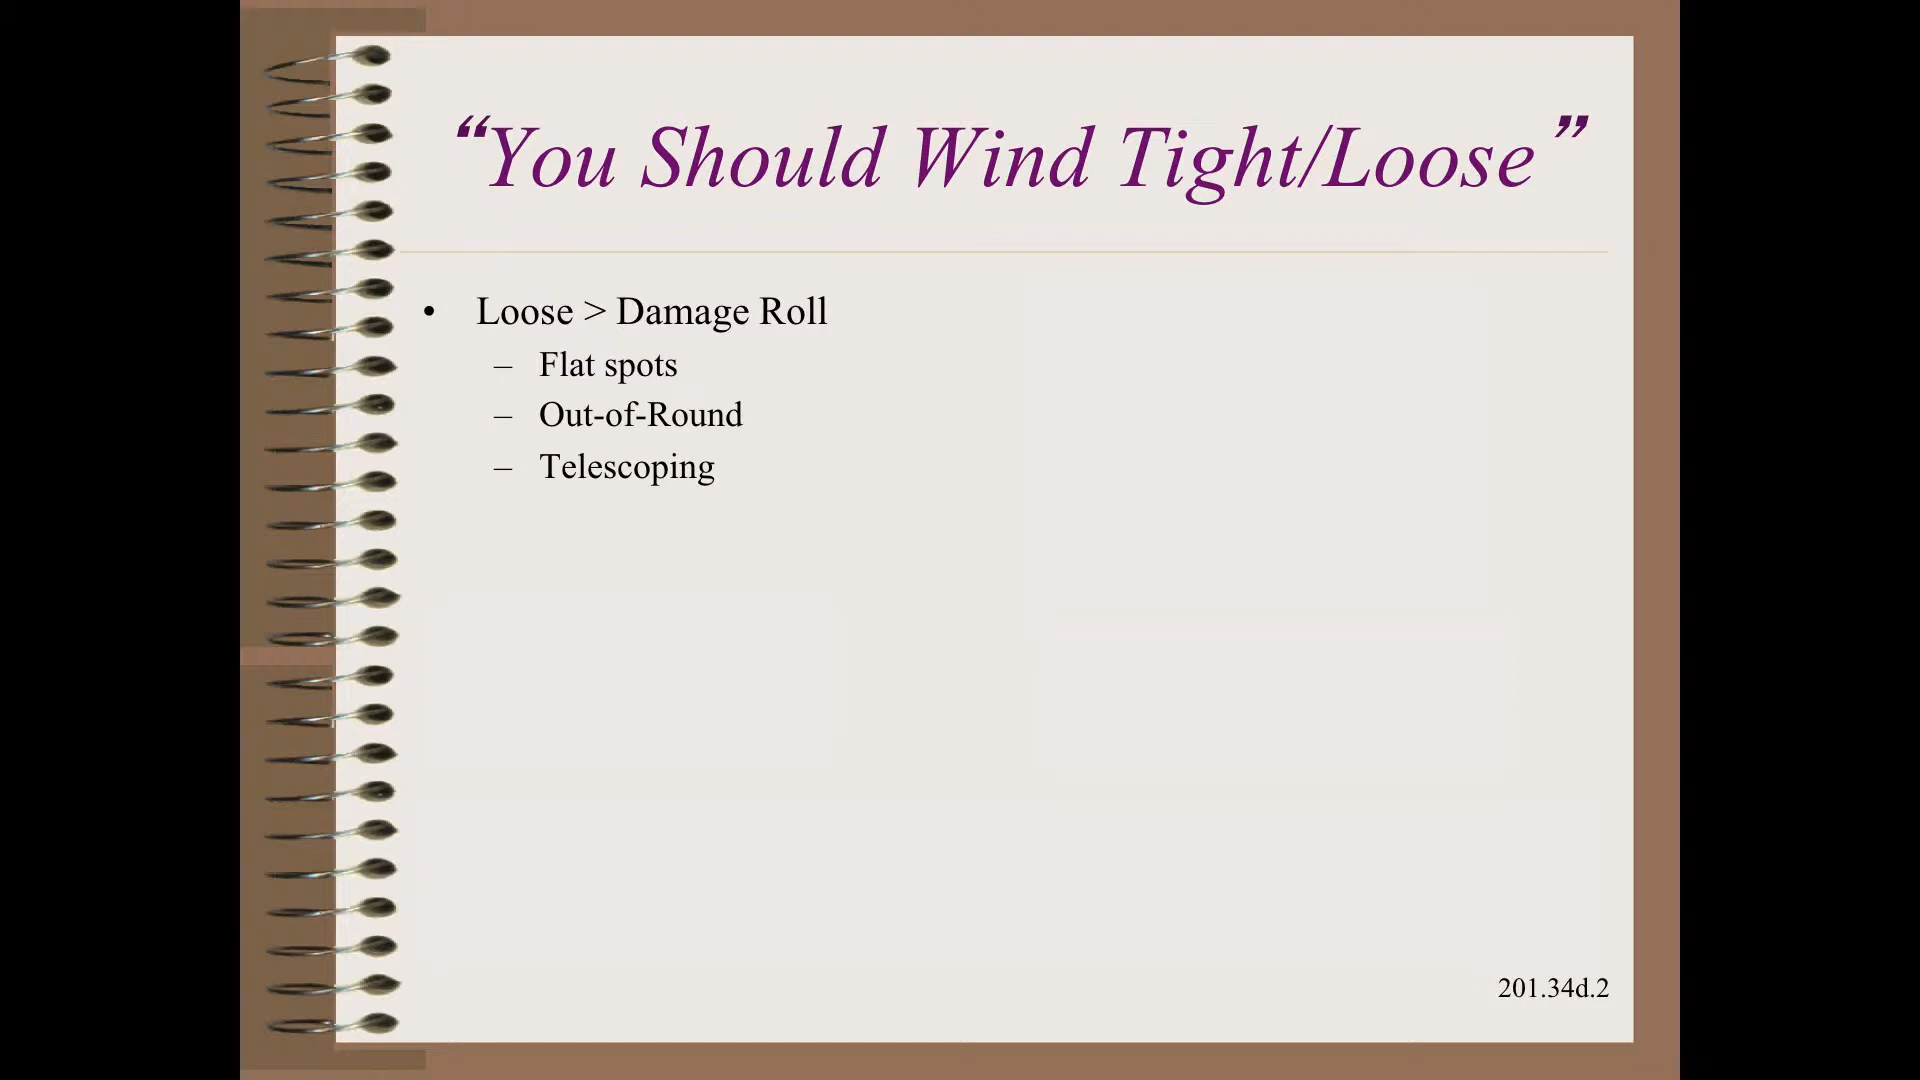 “You Should Wind Tight/Loose”
• Loose > Damage Roll
– Flat spots
– Out-of-Round
– Telescoping
201.34d.2